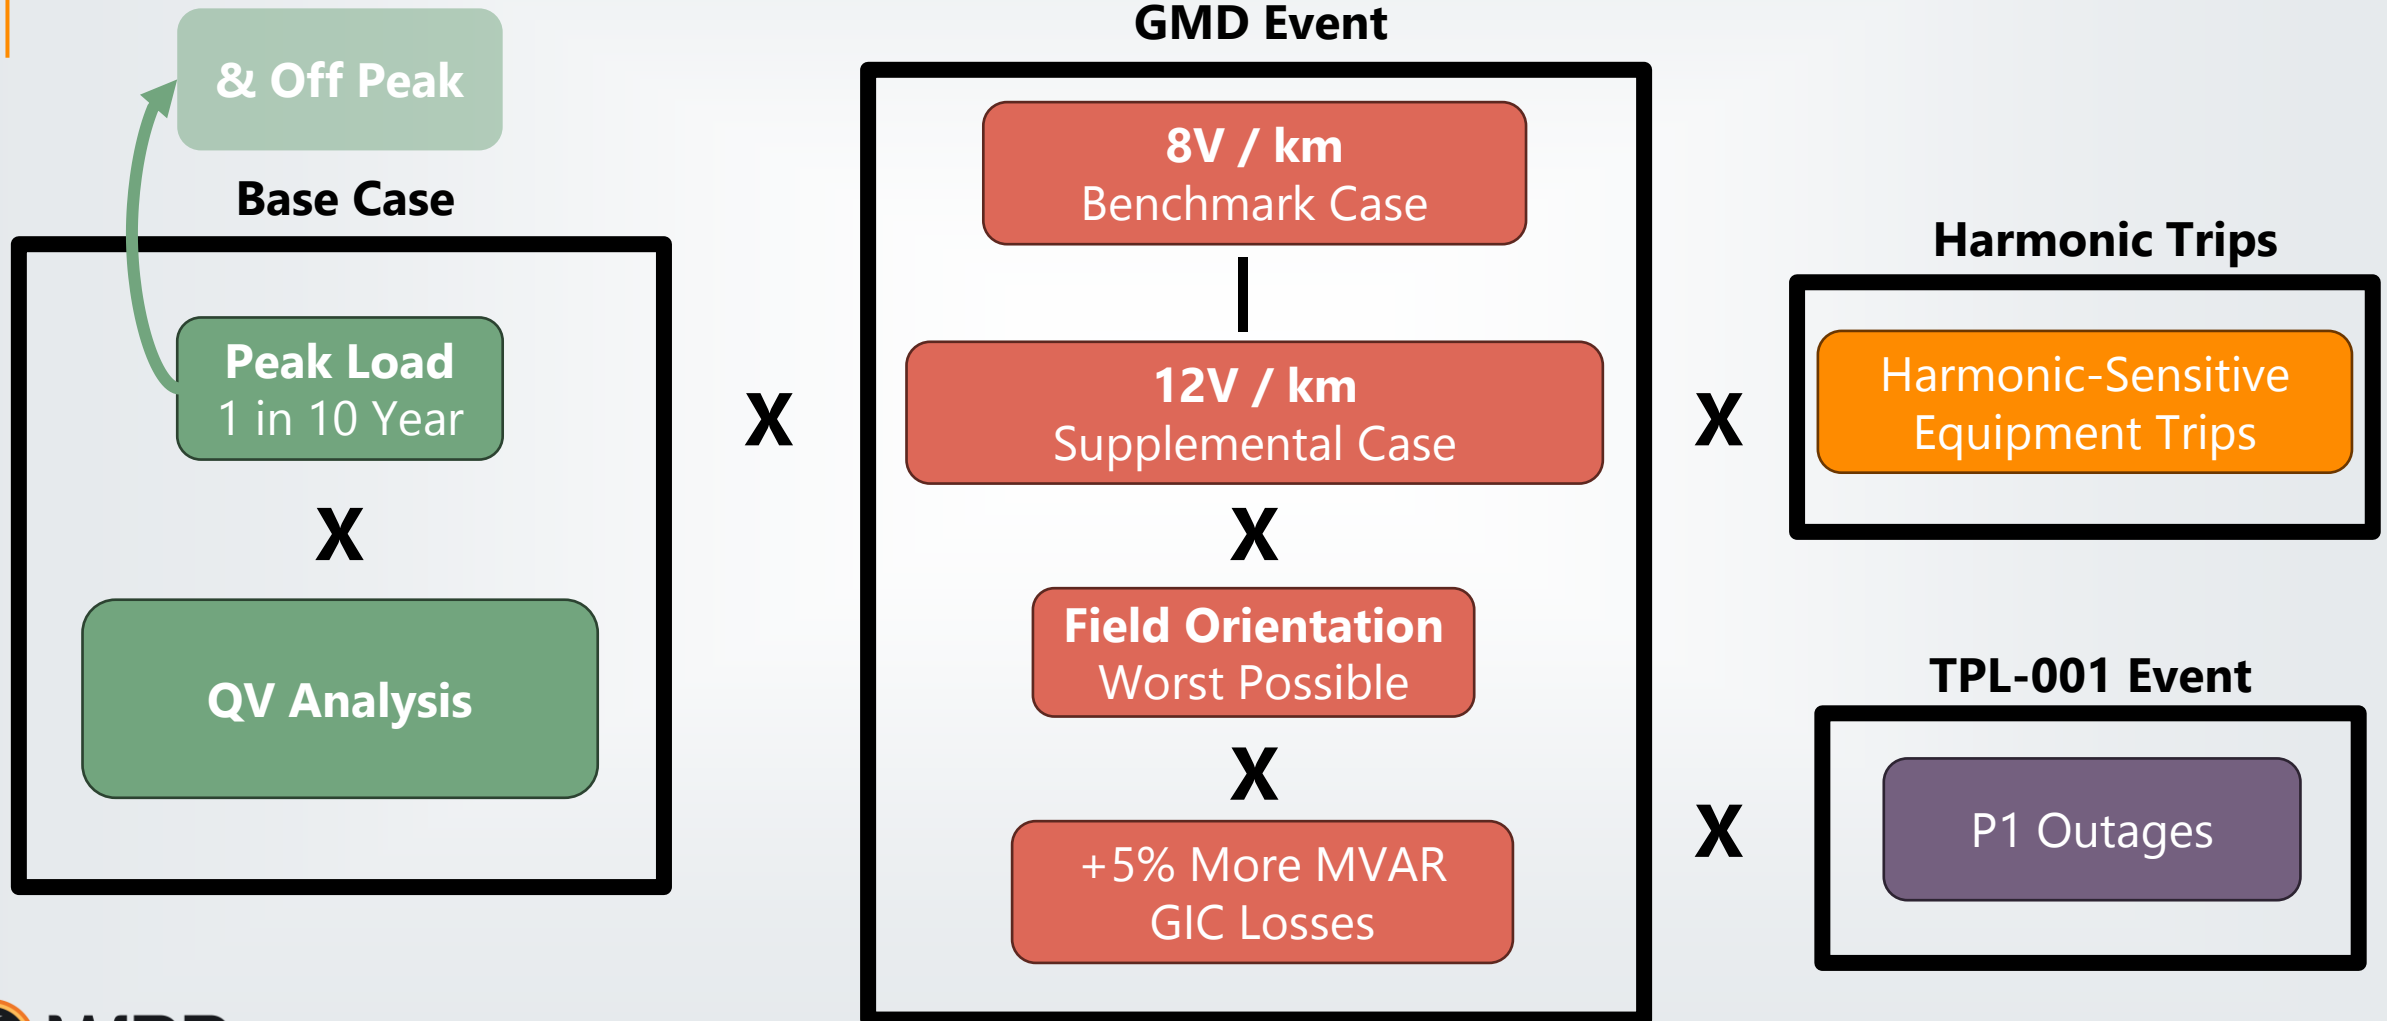 & Off Peak
Base Case
Peak Load
1 in 10 Year
X
QV Analysis
X
GMD Event
8V / km
Benchmark Case
12V / km
Supplemental Case
X
Field Orientation
Worst Possible
X
+5% More MVAR
GIC Losses
X
Harmonic Trips
Harmonic-Sensitive
Equipment Trips
X
TPL-001 Event
P1 Outages